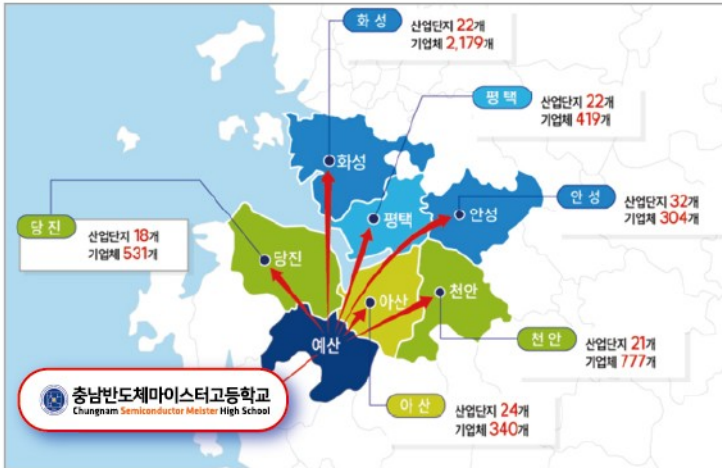 화 성
산업단지 22개
기업체 2,179개
평 택
산업단지 22개
기업체 419개
화성
안 성
산업단지 32개
기업체 304개
당 진
산업단지 18개
기업체 531개
평택
안성
당진
아산
천안
예산
천 안
산업단지 21개
기업체 777개
충남반도체마이스터고등학교
Chungnam Semiconductor Meister High School
아 산
산업단지 24개
기업체 340개